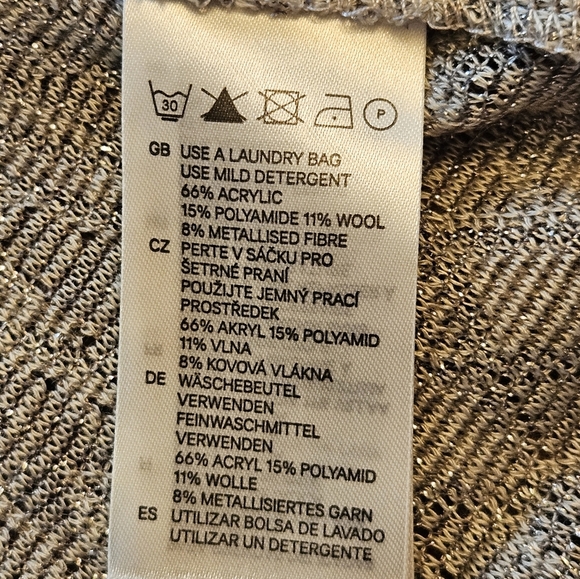 30 P
GB USE A LAUNDRY BAG
USE MILD DETERGENT
66% ACRYLIC
15% POLYAMIDE 11% WOOL
8% METALLISED FIBRE
CZ PERTE V SÁČKU PRO
ŠETRNÉ PRANÍ
POUŽIJTE JEMNÝ PRACÍ
PROSTŘEDEK
66% AKRYL 15% POLYAMID
11% VLNA
8% KOVOVÁ VLÁKNA
DE WÄSCHEBEUTEL
VERWENDEN
FEINWASCHMITTEL
VERWENDEN
66% ACRYL 15% POLYAMID
11% WOLLE
8% METALLISIERTES GARN
ES UTILIZAR BOLSA DE LAVADO
UTILIZAR UN DETERGENTE